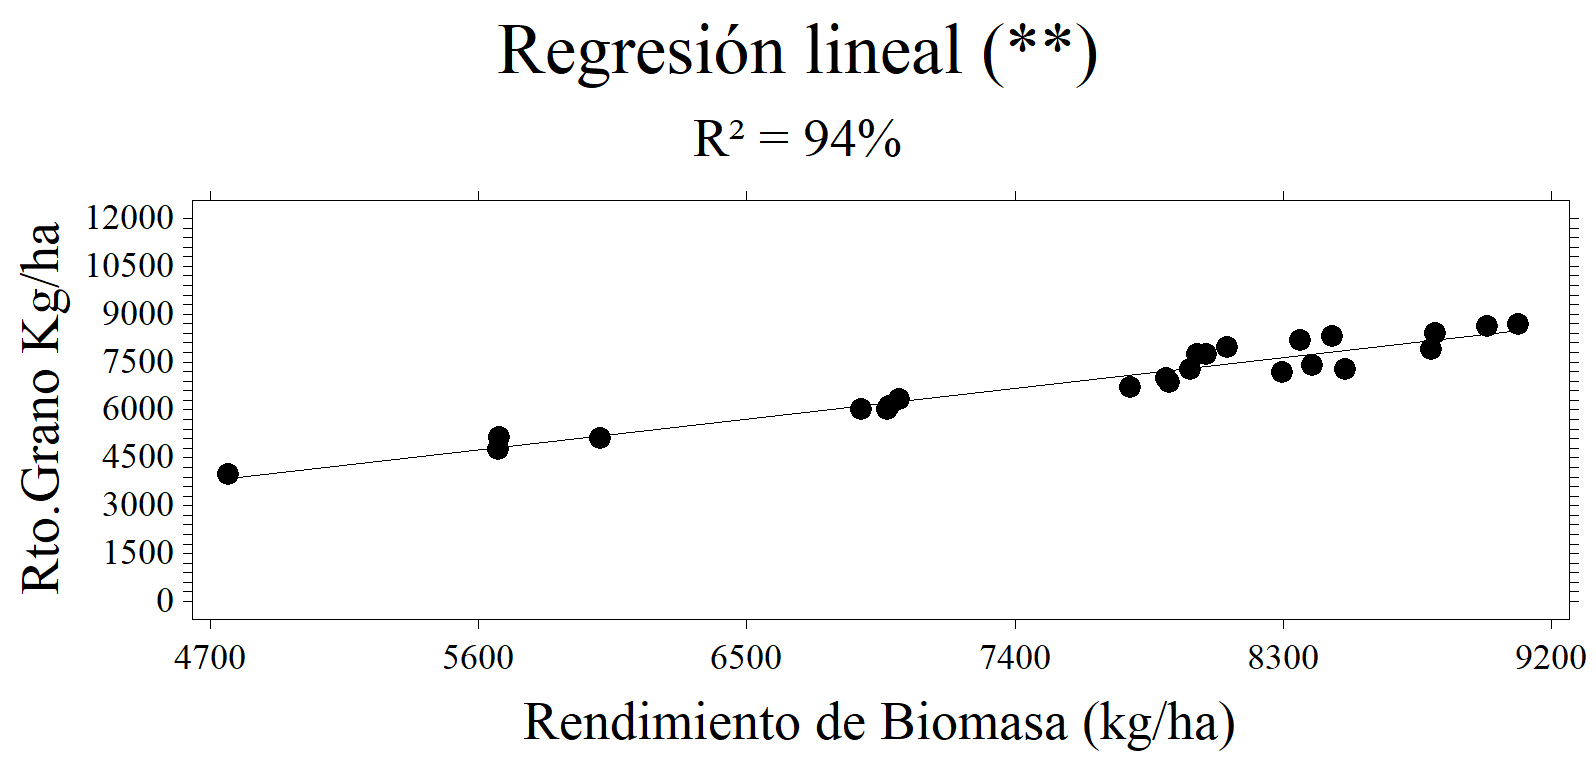 Regresión lineal (**)
R² = 94%
Rto.Grano Kg/ha
12000
10500
9000
7500
6000
4500
3000
1500
0
4700 5600 6500 7400 8300 9200
Rendimiento de Biomasa (kg/ha)